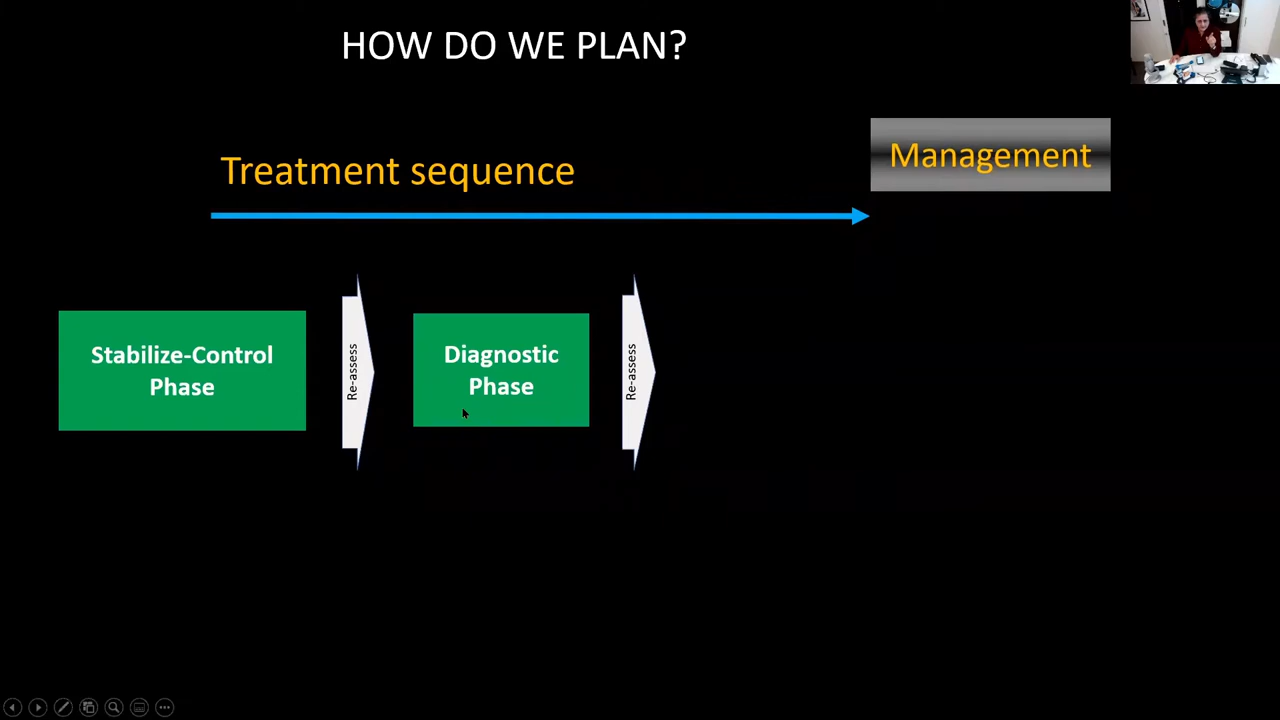 HOW DO WE PLAN?
Treatment sequence
Management
Stabilize-Control
Phase
Re-assess
Diagnostic
Phase
Re-assess